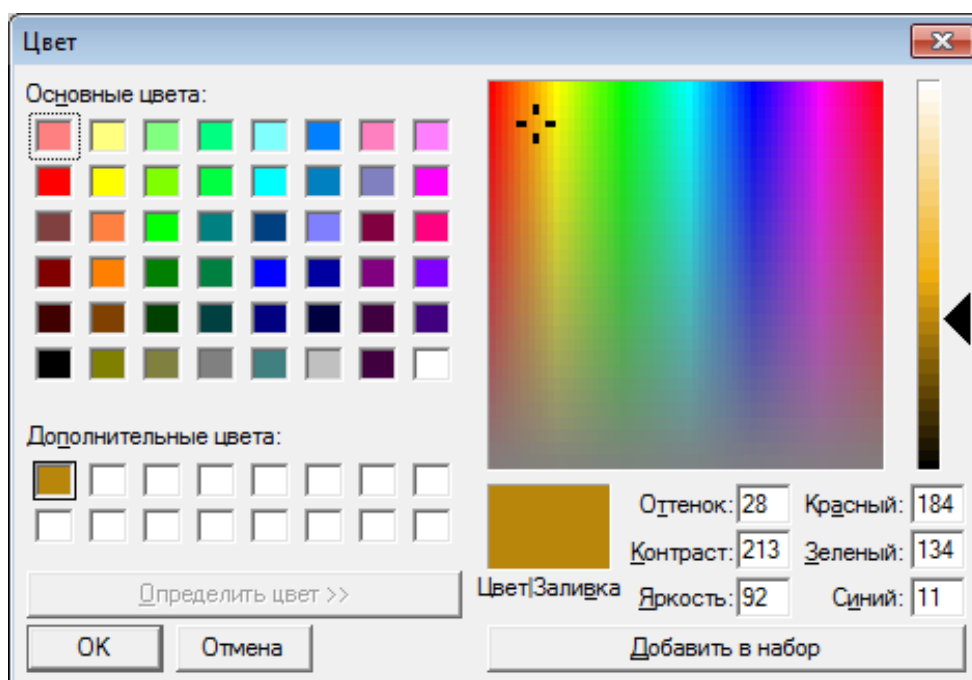 Цвет
Основные цвета:
Дополнительные цвета:
Определить цвет >>
OK
Отмена
Цвет|Заливка
Оттенок: 28
Контраст: 213
Яркость: 92
Красный: 184
Зеленый: 134
Синий: 11
Добавить в набор